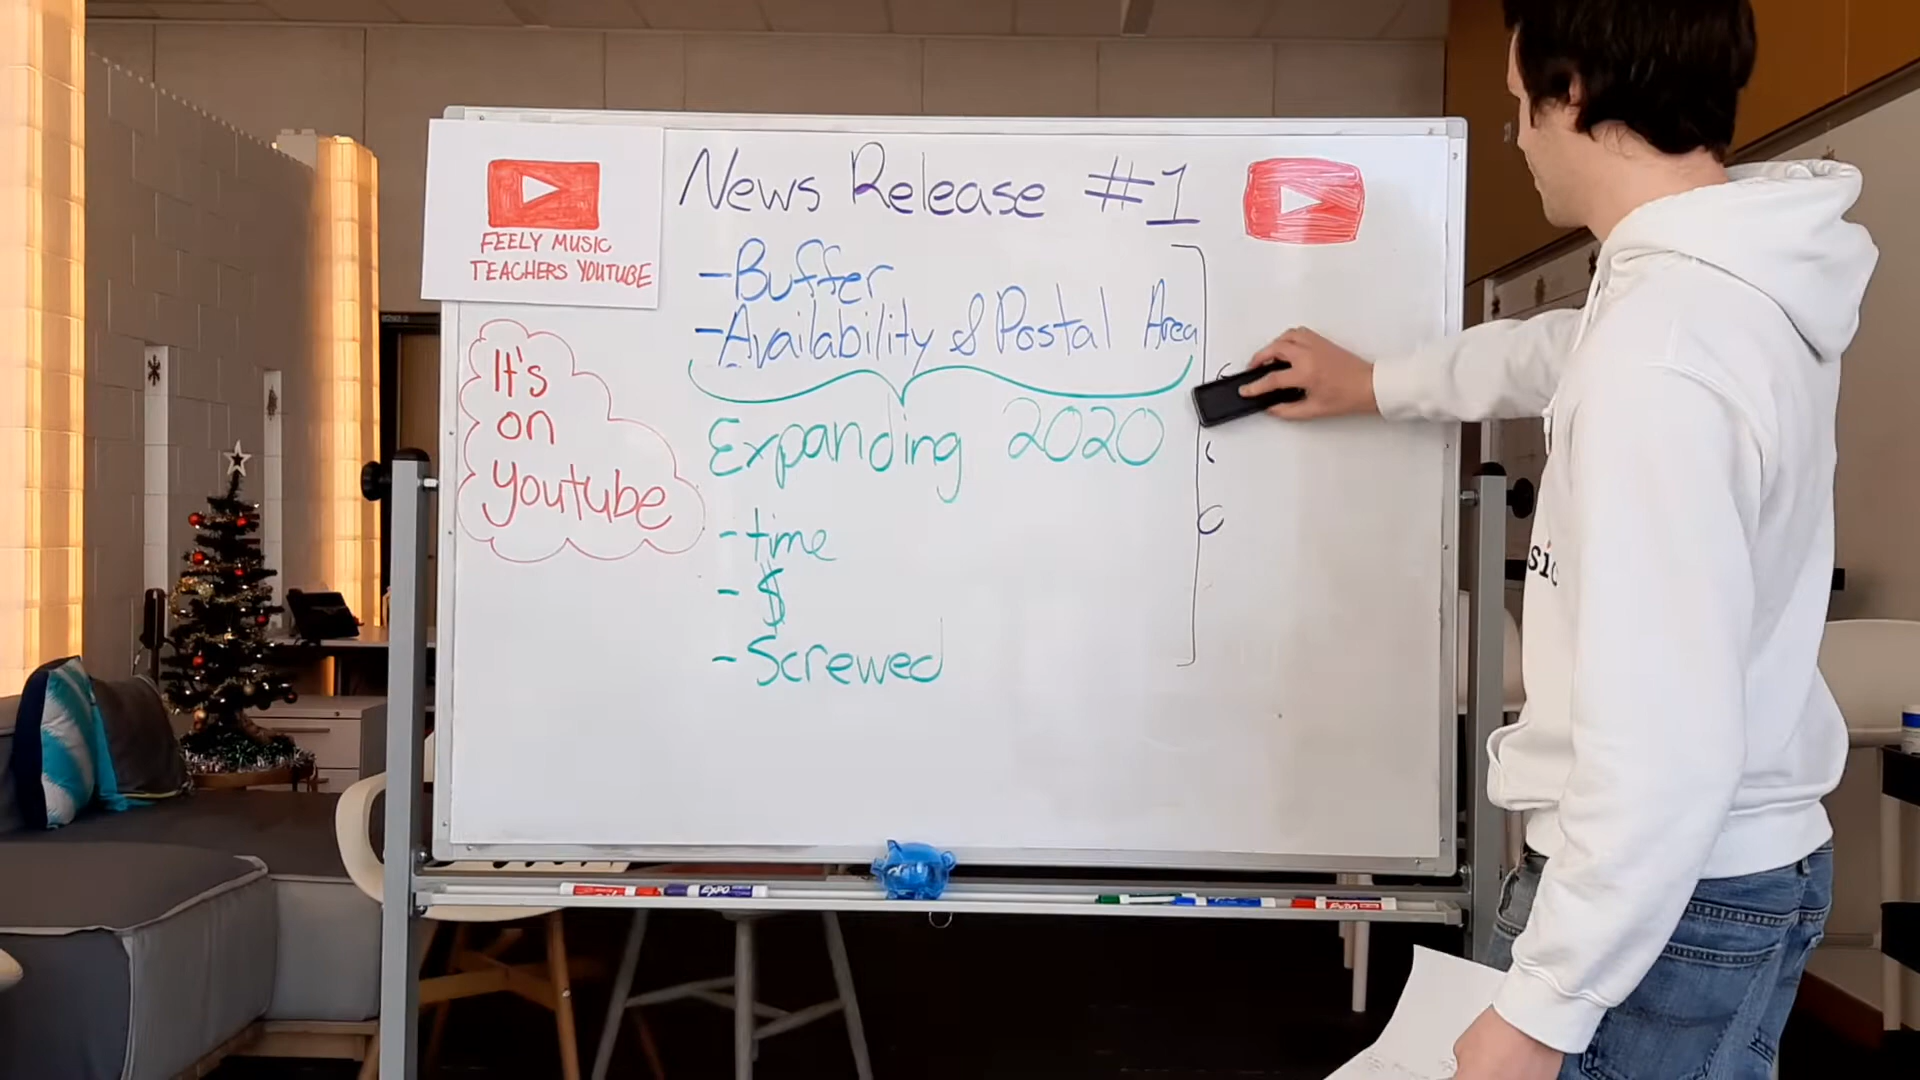 FEELY MUSIC
TEACHERS YOUTUBE
News Release #1
-Buffer
-Availability & Postal Area
It's
on
youtube
Expanding 2020
-time
-$
-Screwed
EXPO
EXPO